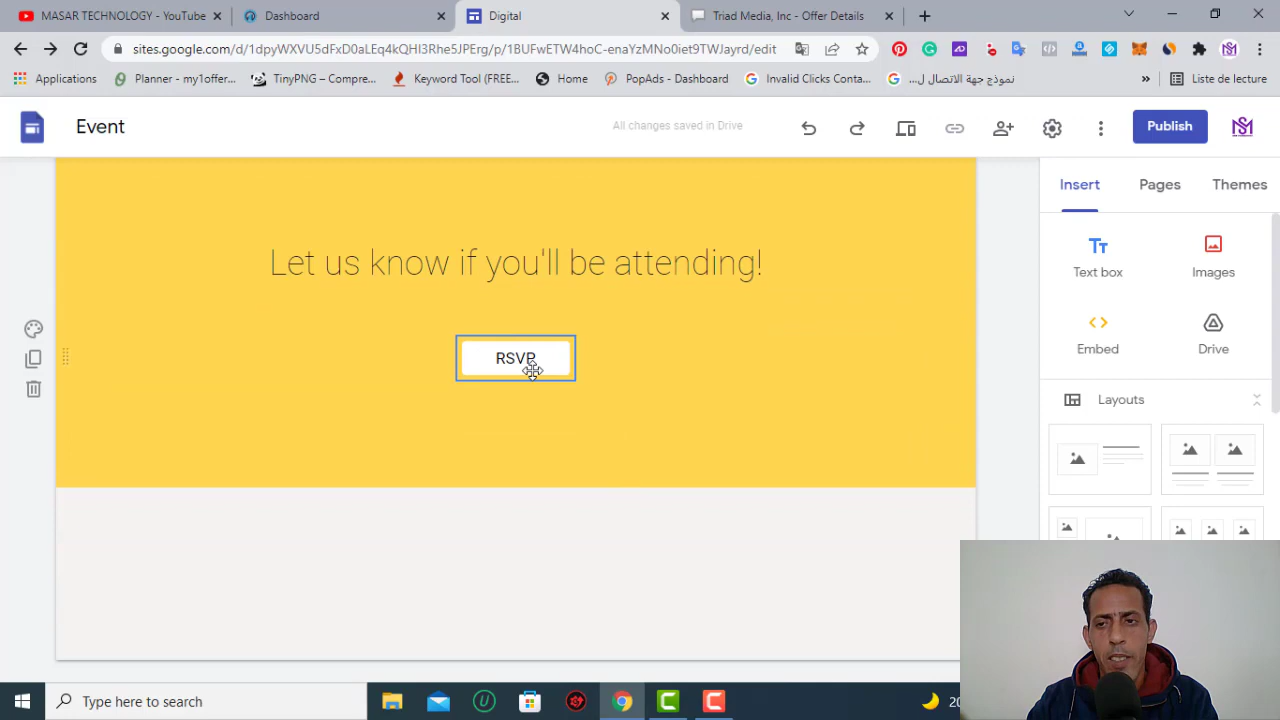 MASAR TECHNOLOGY - YouTube
Dashboard
Digital
Triad Media, Inc - Offer Details
sites.google.com/d/1dpyWXVU5dFxD0aLEq4kQHI3Rhe5JPErg/p/1BUFwETW4hoC-enaYzMNo0iet9TWJayrd/edit
Applications
Planner - my1offer...
TinyPNG – Compre...
Keyword Tool (FREE...
Home
PopAds - Dashboard
Invalid Clicks Conta...
نموذج جهة الاتصال ل...
»
Liste de lecture
Event
All changes saved in Drive
Publish
Insert
Pages
Themes
Let us know if you'll be attending!
Tт
Text box
Images
RSVP
Embed
Drive
Layouts
Type here to search
20